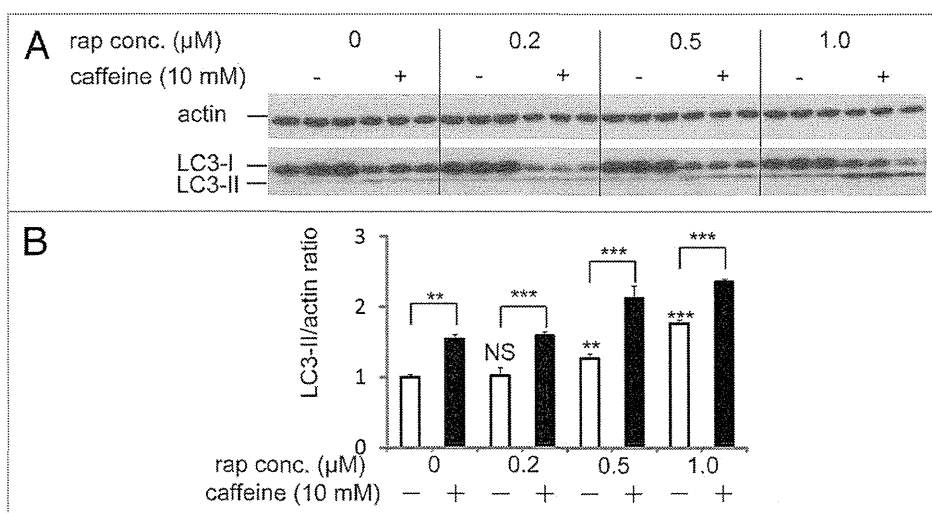 A
rap conc. (µM) 0 0.2 0.5 1.0
caffeine (10 mM) - + - + - + - +
actin
LC3-I
LC3-II
B
LC3-II/actin ratio
3
2
1
0
** *** *** ***
NS ** ***
rap conc. (µM) 0 0.2 0.5 1.0
caffeine (10 mM) − + − + − + − +